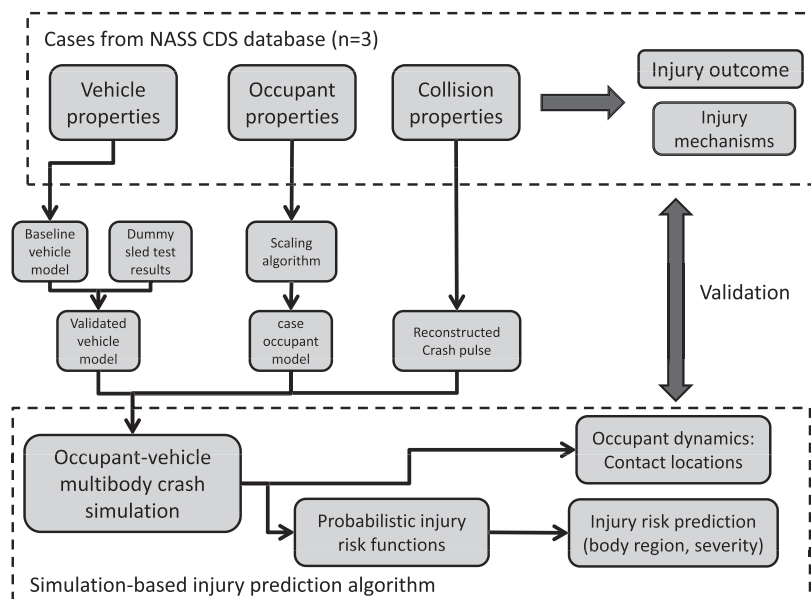 Cases from NASS CDS database (n=3)
Vehicle
properties
Occupant
properties
Collision
properties
Injury outcome
Injury
mechanisms
Baseline
vehicle
model
Dummy
sled test
results
Scaling
algorithm
Validated
vehicle
model
case
occupant
model
Reconstructed
Crash pulse
Validation
Occupant-vehicle
multibody crash
simulation
Occupant dynamics:
Contact locations
Probabilistic injury
risk functions
Injury risk prediction
(body region, severity)
Simulation-based injury prediction algorithm